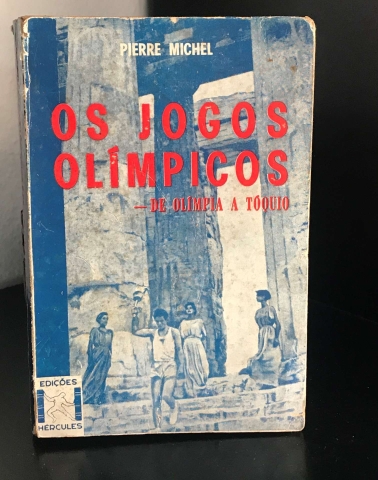 PIERRE MICHEL
OS JOGOS
OLÍMPICOS
— DE OLÍMPIA A TÓQUIO
EDIÇÕES
HÉRCULES